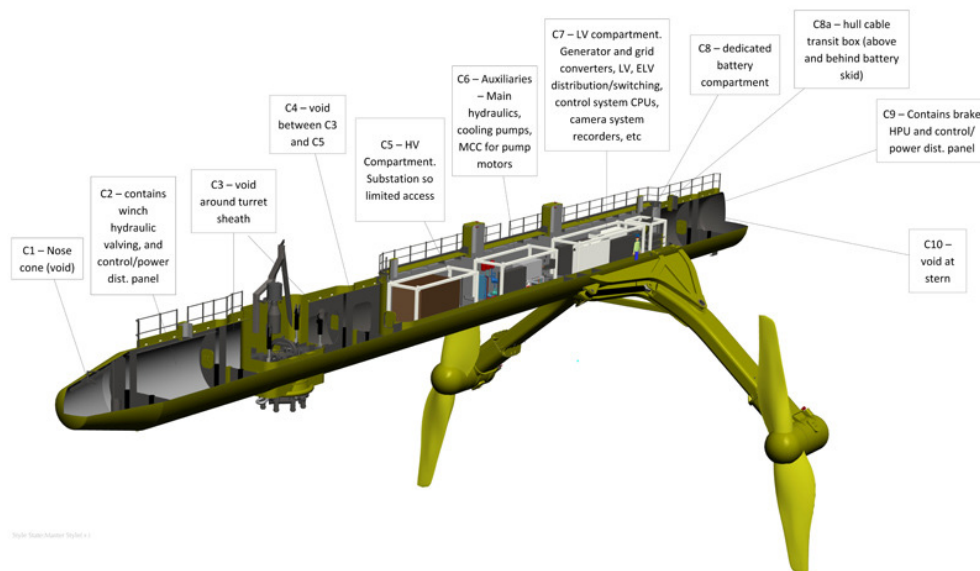 C1 – Nose
cone (void)
C2 – contains
winch
hydraulic
valving, and
control/power
dist. panel
C3 – void
around turret
sheath
C4 – void
between C3
and C5
C5 – HV
Compartment.
Substation so
limited access
C6 – Auxiliaries
– Main
hydraulics,
cooling pumps,
MCC for pump
motors
C7 – LV compartment.
Generator and grid
converters, LV, ELV
distribution/switching,
control system CPUs,
camera system
recorders, etc
C8 – dedicated
battery
compartment
C8a – hull cable
transit box (above
and behind battery
skid)
C9 – Contains brake
HPU and control/
power dist. panel
C10 –
void at
stern